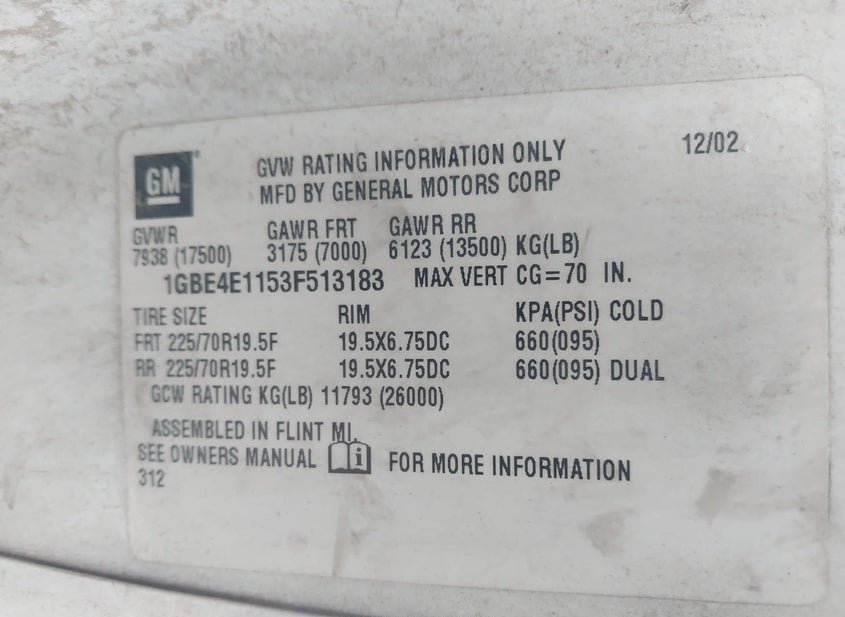 GM
GVW RATING INFORMATION ONLY 12/02
MFD BY GENERAL MOTORS CORP
GVWR GAWR FRT GAWR RR
7938 (17500) 3175 (7000) 6123 (13500) KG(LB)
1GBE4E1153F513183 MAX VERT CG=70 IN.
TIRE SIZE RIM KPA(PSI) COLD
FRT 225/70R19.5F 19.5X6.75DC 660(095)
RR 225/70R19.5F 19.5X6.75DC 660(095) DUAL
GCW RATING KG(LB) 11793 (26000)
ASSEMBLED IN FLINT MI,
SEE OWNERS MANUAL i FOR MORE INFORMATION
312